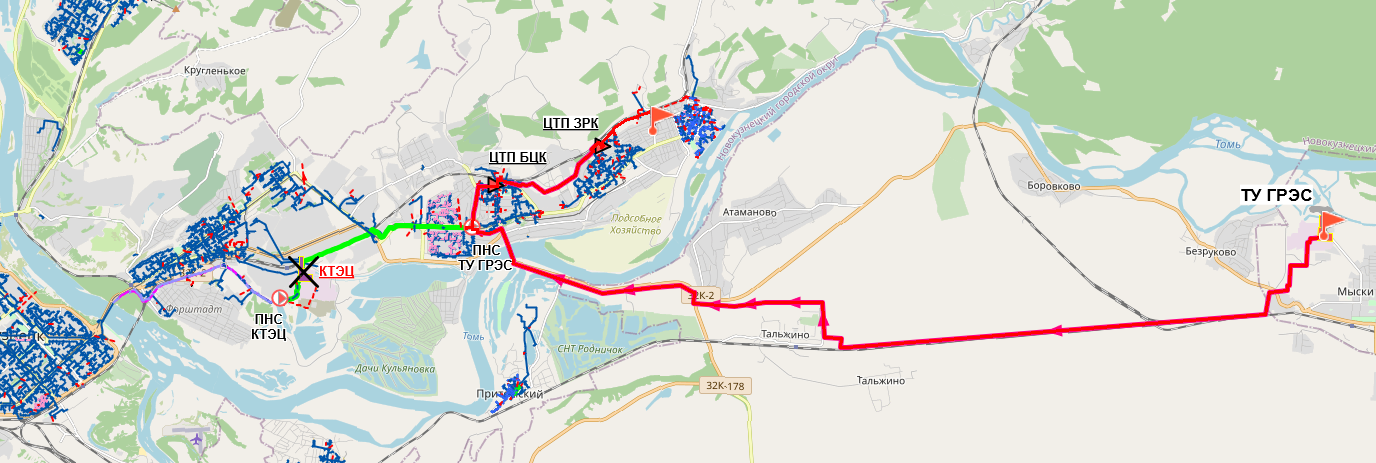 Кругленькое
ЦТП ЗРК
Новокузнецкий городской округ
Томь
Новокузнецкий
ЦТП БЦК
Боровково
ТУ ГРЭС
Атаманово
Подсобное
Хозяйство
Безруково
ПНС
ТУ ГРЭС
КТЭЦ
Мыски
32К-2
Форштадт
ПНС
КТЭЦ
Томь
Тальжино
СНТ Родничок
Дачи Кульяновка
Тальжино
32К-178